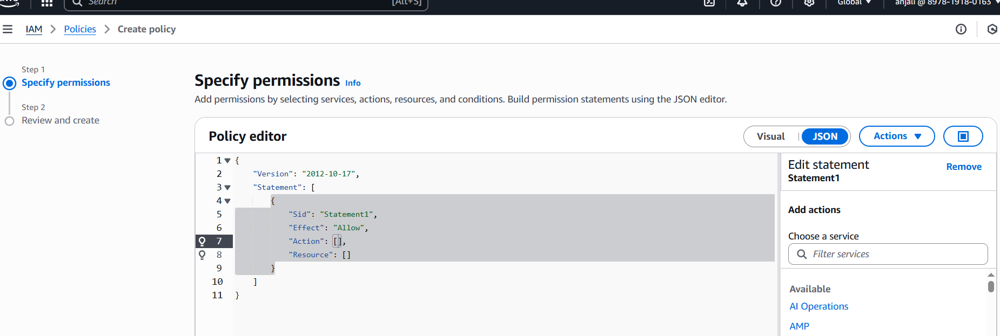 aws
Search
[Alt+S]
Global
anjali @ 8978-1918-0163
IAM > Policies > Create policy
Step 1
Specify permissions
Step 2
Review and create
Specify permissions Info
Add permissions by selecting services, actions, resources, and conditions. Build permission statements using the JSON editor.
Policy editor
Visual
JSON
Actions
1 {
2 "Version": "2012-10-17",
3 "Statement": [
4 {
5 "Sid": "Statement1",
6 "Effect": "Allow",
7 "Action": [],
8 "Resource": []
9 }
10 ]
11 }
Edit statement
Remove
Statement1
Add actions
Choose a service
Filter services
Available
AI Operations
AMP